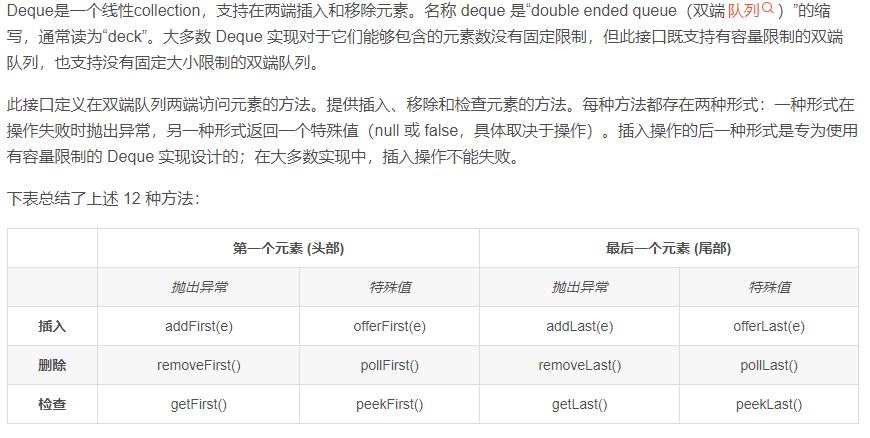 Deque是一个线性collection，支持在两端插入和移除元素。名称 deque 是“double ended queue（双端 队列 ）”的缩
写，通常读为“deck”。大多数 Deque 实现对于它们能够包含的元素数没有固定限制，但此接口既支持有容量限制的双端
队列，也支持没有固定大小限制的双端队列。
此接口定义在双端队列两端访问元素的方法。提供插入、移除和检查元素的方法。每种方法都存在两种形式：一种形式在
操作失败时抛出异常，另一种形式返回一个特殊值（null 或 false，具体取决于操作）。插入操作的后一种形式是专为使用
有容量限制的 Deque 实现设计的；在大多数实现中，插入操作不能失败。
下表总结了上述 12 种方法：
第一个元素 (头部) 最后一个元素 (尾部)
抛出异常 特殊值 抛出异常 特殊值
插入 addFirst(e) offerFirst(e) addLast(e) offerLast(e)
删除 removeFirst() pollFirst() removeLast() pollLast()
检查 getFirst() peekFirst() getLast() peekLast()